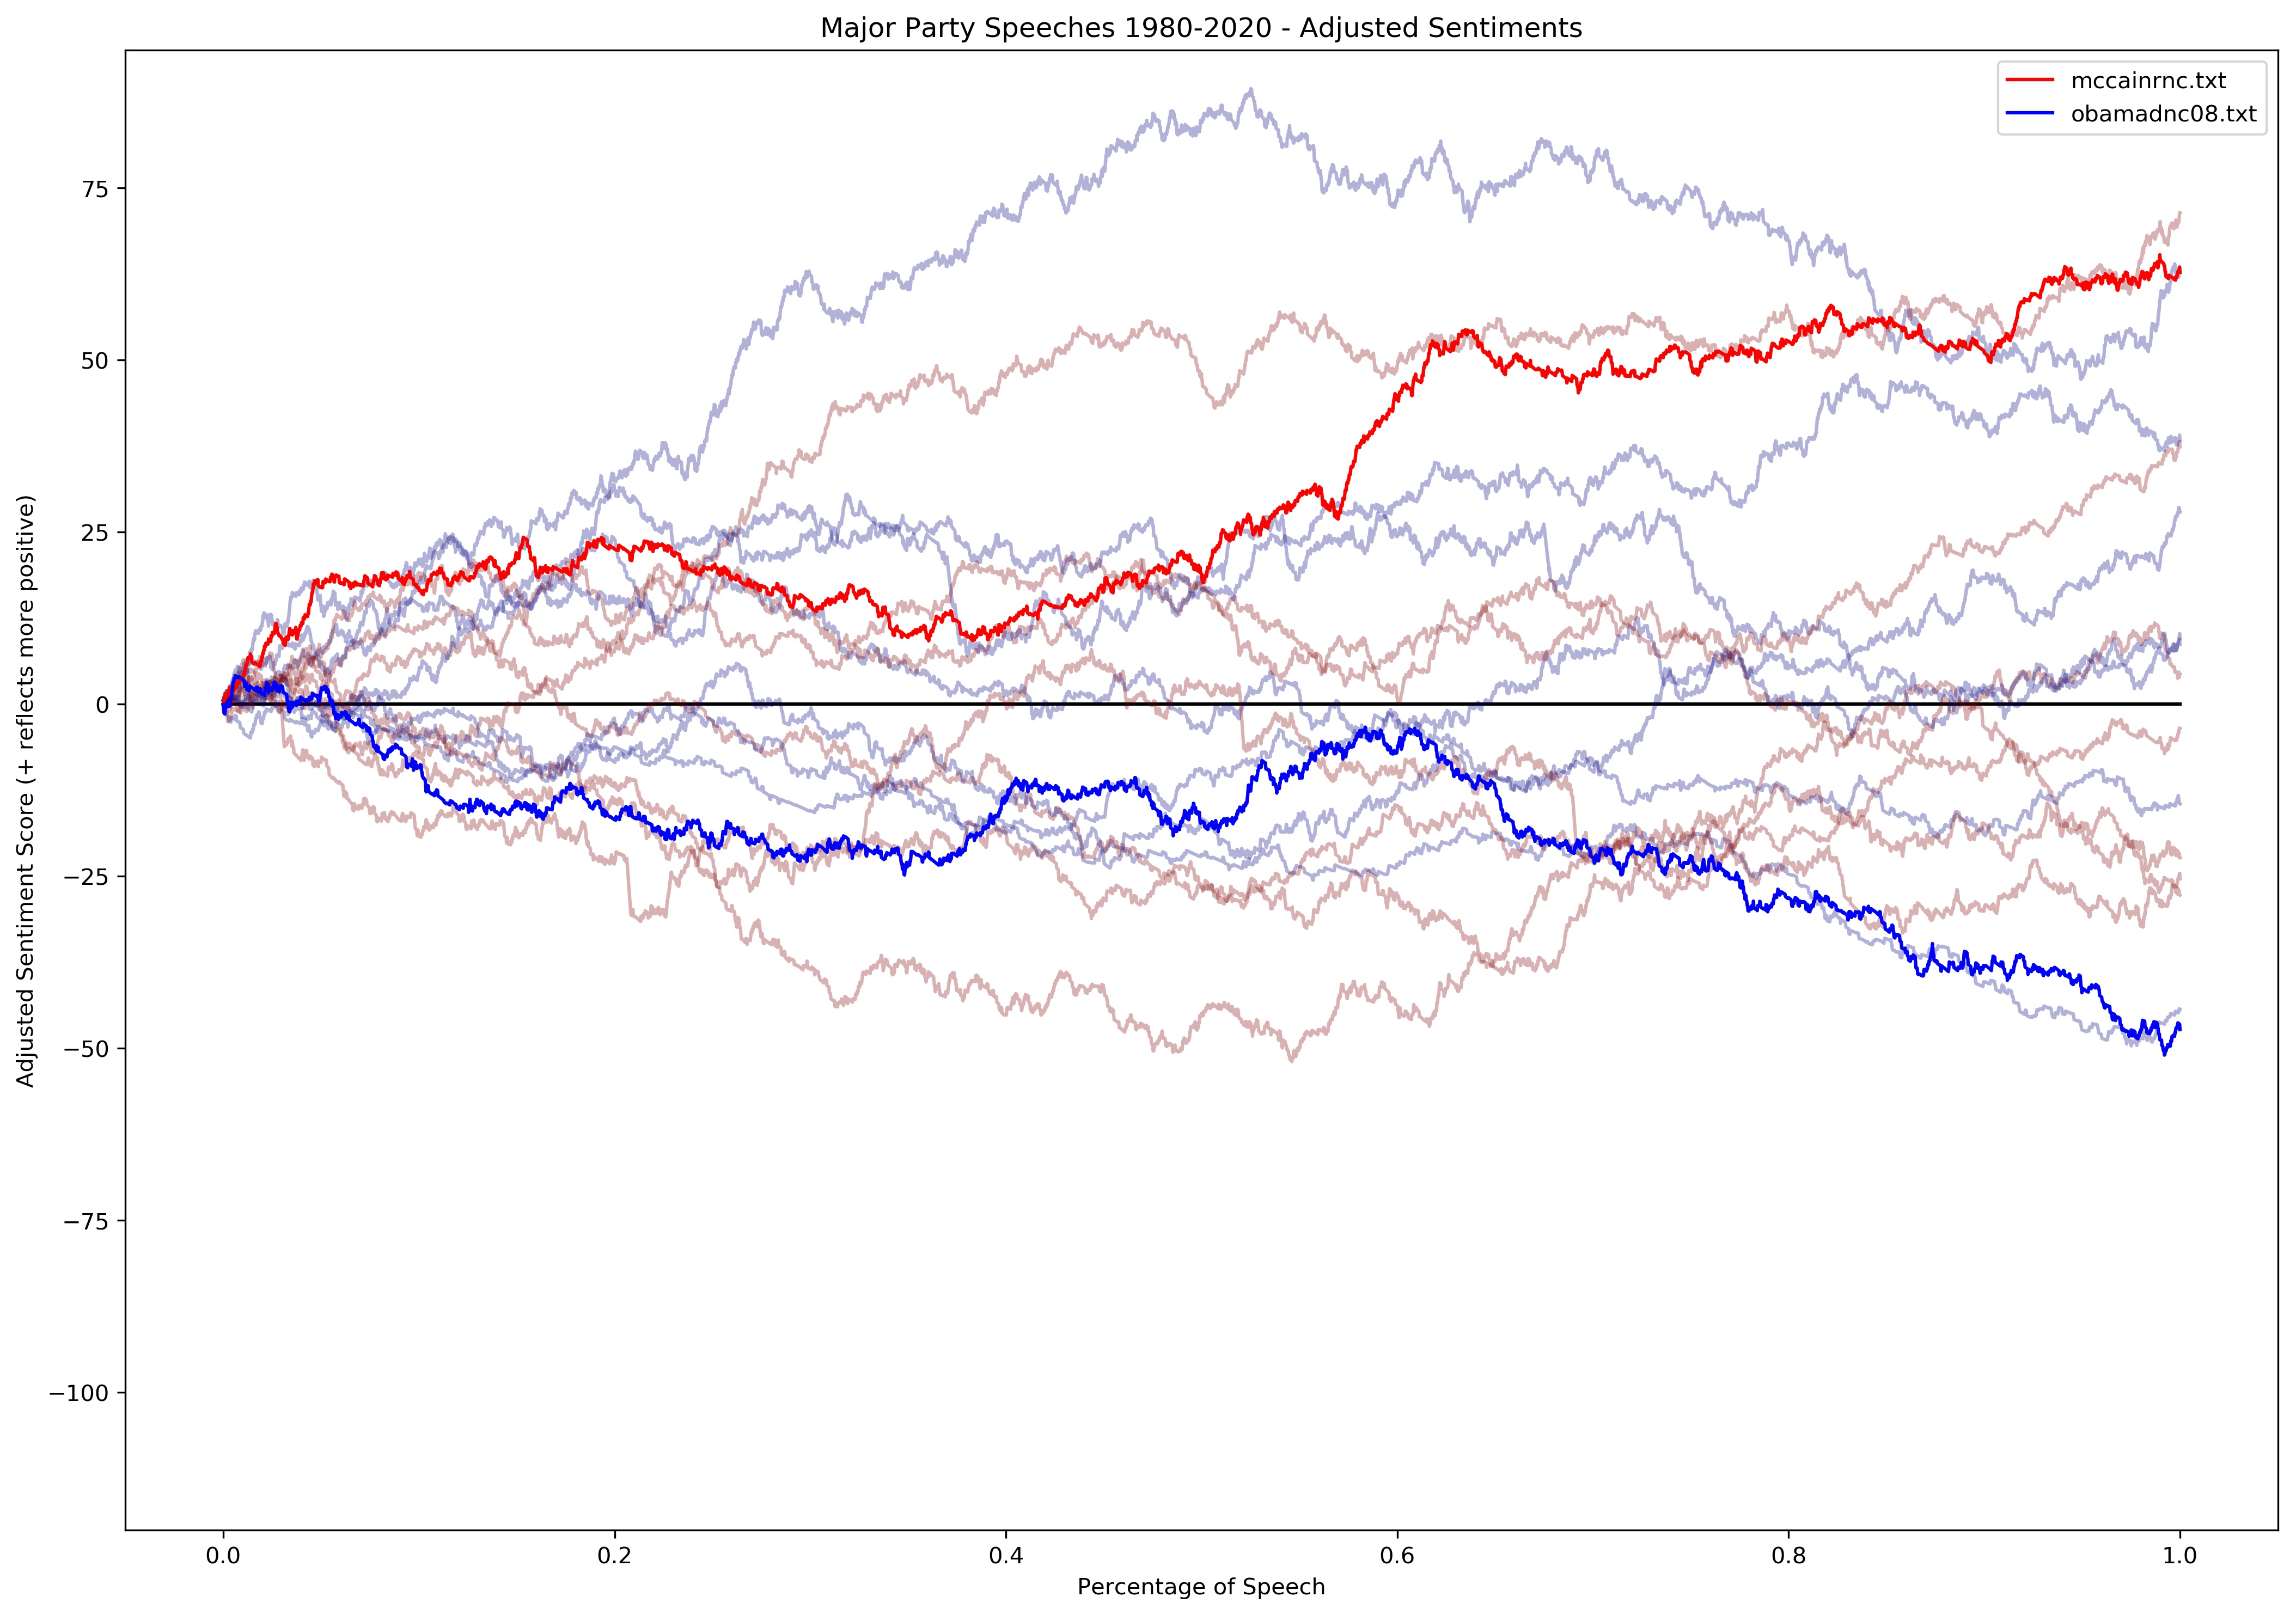 Major Party Speeches 1980-2020 - Adjusted Sentiments
mccainrnc.txt
obamadnc08.txt
Adjusted Sentiment Score (+ reflects more positive)
75
50
25
0
−25
−50
−75
−100
0.0 0.2 0.4 0.6 0.8 1.0
Percentage of Speech